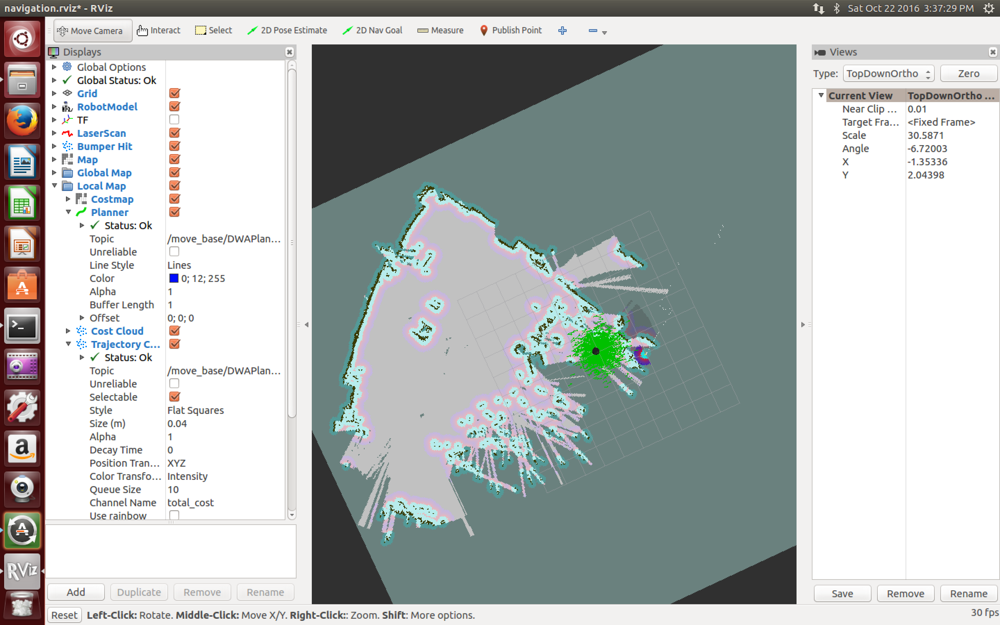 navigation.rviz* - RViz
Sat Oct 22 2016 3:37:29 PM
Move Camera
Interact
Select
2D Pose Estimate
2D Nav Goal
Measure
Publish Point
Displays
Global Options
Global Status: Ok
Grid
RobotModel
TF
LaserScan
Bumper Hit
Map
Global Map
Local Map
Costmap
Planner
Status: Ok
Topic /move_base/DWAPlan...
Unreliable
Line Style Lines
Color 0; 12; 255
Alpha 1
Buffer Length 1
Offset 0; 0; 0
Cost Cloud
Trajectory C...
Status: Ok
Topic /move_base/DWAPlan...
Unreliable
Selectable
Style Flat Squares
Size (m) 0.04
Alpha 1
Decay Time 0
Position Tran... XYZ
Color Transfo... Intensity
Queue Size 10
Channel Name total_cost
Use rainbow
Add
Duplicate
Remove
Rename
Views
Type: TopDownOrtho Zero
Current View TopDownOrtho ...
Near Clip ... 0.01
Target Fra... <Fixed Frame>
Scale 30.5871
Angle -6.72003
X -1.35336
Y 2.04398
Save
Remove
Rename
RViz
a
Reset
Left-Click: Rotate. Middle-Click: Move X/Y. Right-Click:: Zoom. Shift: More options.
30 fps